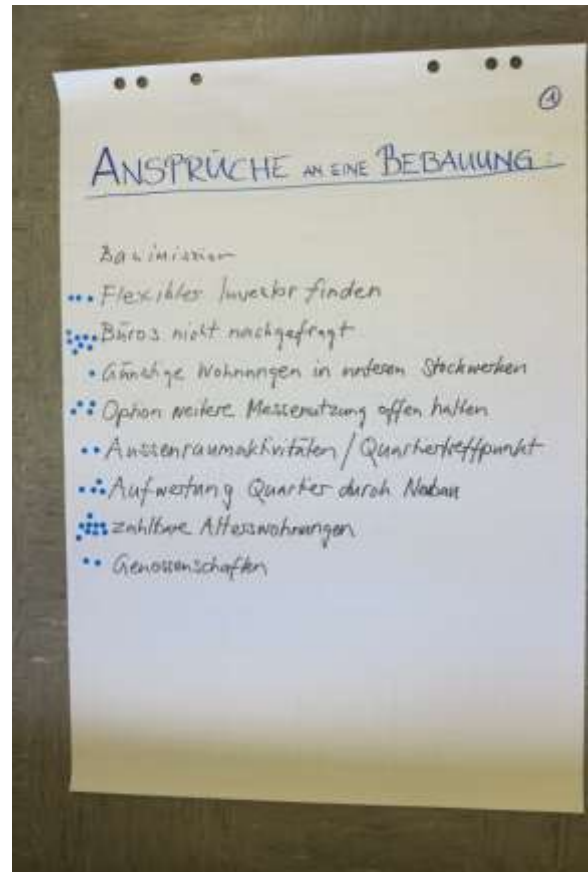 1
ANSPRÜCHE AN EINE BEBAUUNG:
Bauimission
Flexibler Investor finden
Büros nicht nachgefragt
Günstige Wohnungen in unteren Stockwerken
Option weitere Messenutzung offen halten
Aussenraumaktivitäten / Quartiertreffpunkt
Aufwertung Quartier durch Neubau
zahlbare Alterswohnungen
Genossenschaften